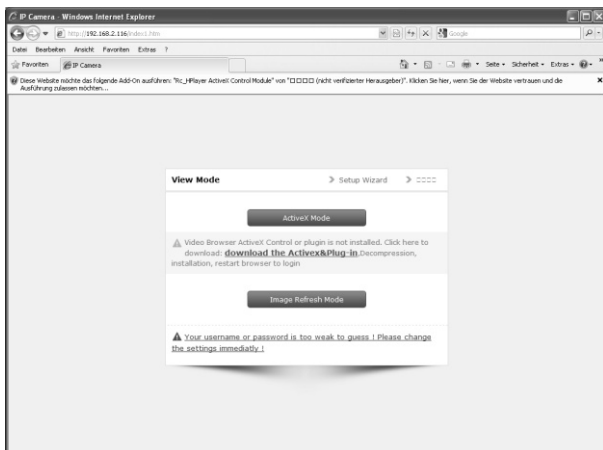 IP Camera - Windows Internet Explorer
http://192.168.2.116/index1.htm
Google
Datei Bearbeiten Ansicht Favoriten Extras ?
Favoriten IP Camera Seite Sicherheit Extras
Diese Website möchte das folgende Add-On ausführen: "Rc_HPlayer ActiveX Control Module" von "□□□□ (nicht verifizierter Herausgeber)". Klicken Sie hier, wenn Sie der Website vertrauen und die
Ausführung zulassen möchten...
View Mode Setup Wizard □□□□
ActiveX Mode
Video Browser ActiveX Control or plugin is not installed. Click here to
download: download the Activex&Plug-in,Decompression,
installation, restart browser to login
Image Refresh Mode
Your username or password is too weak to guess ! Please change
the settings immediatly !